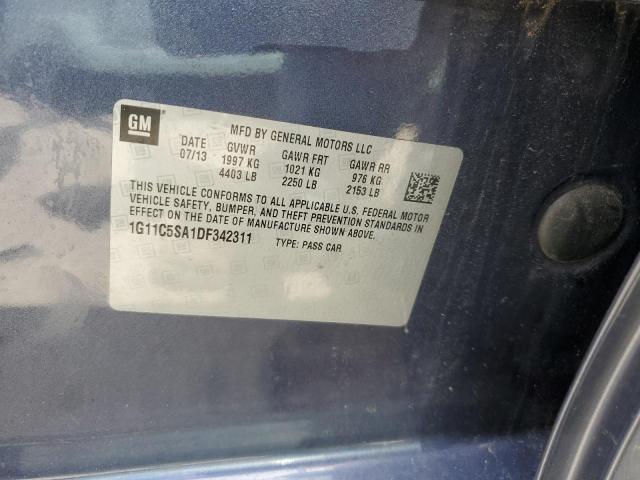 GM
MFD BY GENERAL MOTORS LLC
DATE GVWR GAWR FRT GAWR RR
07/13 1997 KG 1021 KG 976 KG
4403 LB 2250 LB 2153 LB
THIS VEHICLE CONFORMS TO ALL APPLICABLE U.S. FEDERAL MOTOR
VEHICLE SAFETY, BUMPER, AND THEFT PREVENTION STANDARDS IN
EFFECT ON THE DATE OF MANUFACTURE SHOWN ABOVE.
1G11C5SA1DF342311 TYPE: PASS CAR